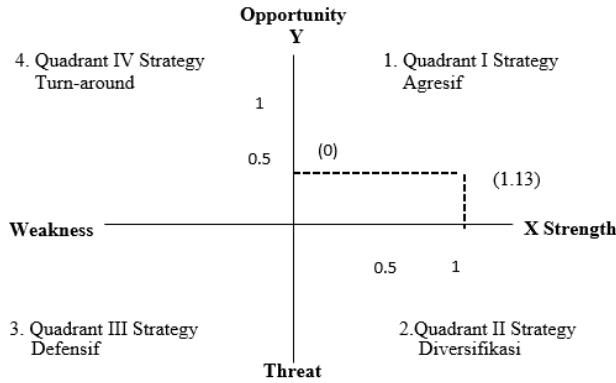 Opportunity
Y
4. Quadrant IV Strategy
Turn-around
1. Quadrant I Strategy
Agresif
1
0.5
(0)
(1.13)
Weakness
X Strength
0.5
1
3. Quadrant III Strategy
Defensif
2.Quadrant II Strategy
Diversifikasi
Threat